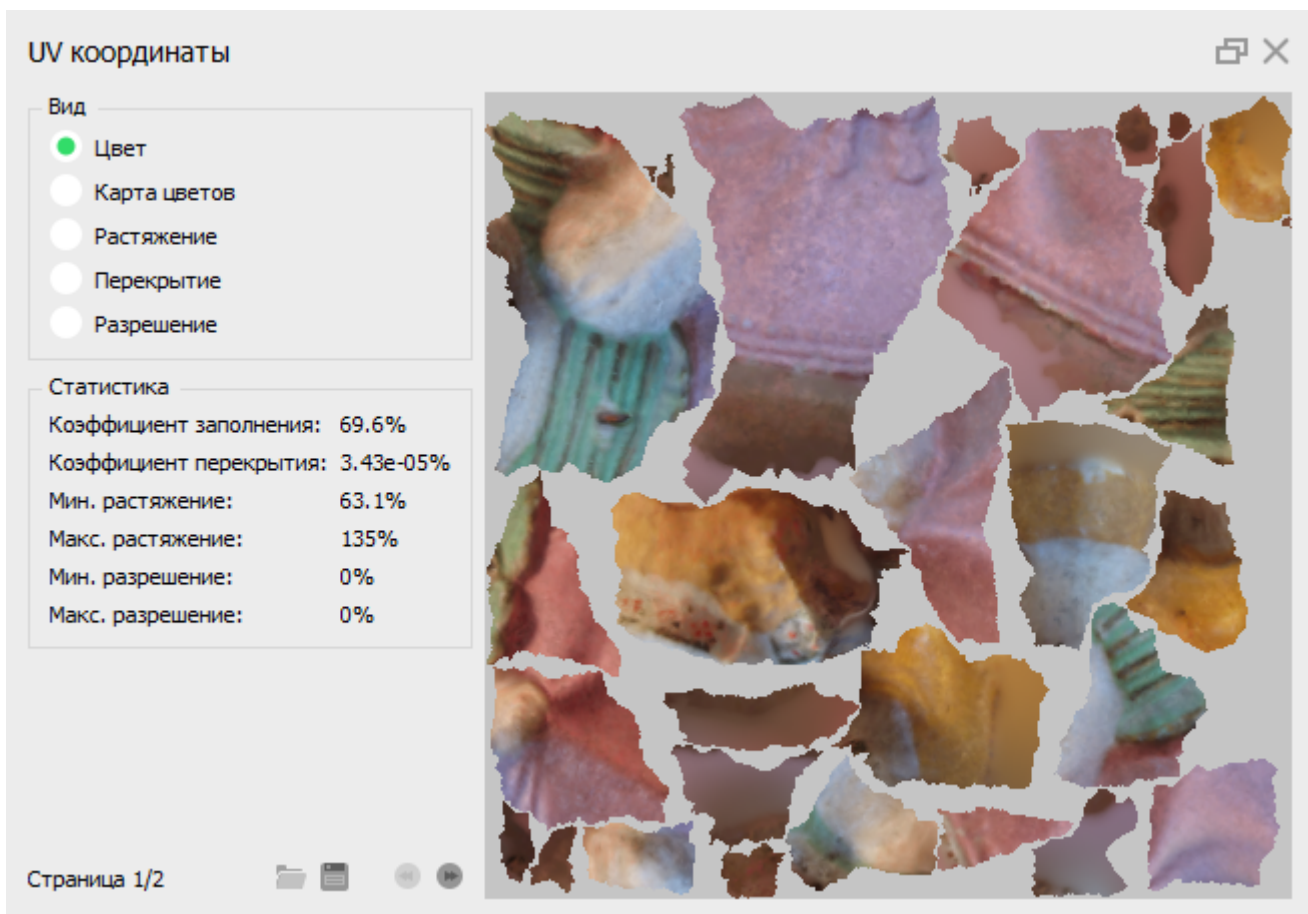 UV координаты
Вид
Цвет
Карта цветов
Растяжение
Перекрытие
Разрешение
Статистика
Коэффициент заполнения: 69.6%
Коэффициент перекрытия: 3.43e-05%
Мин. растяжение: 63.1%
Макс. растяжение: 135%
Мин. разрешение: 0%
Макс. разрешение: 0%
Страница 1/2